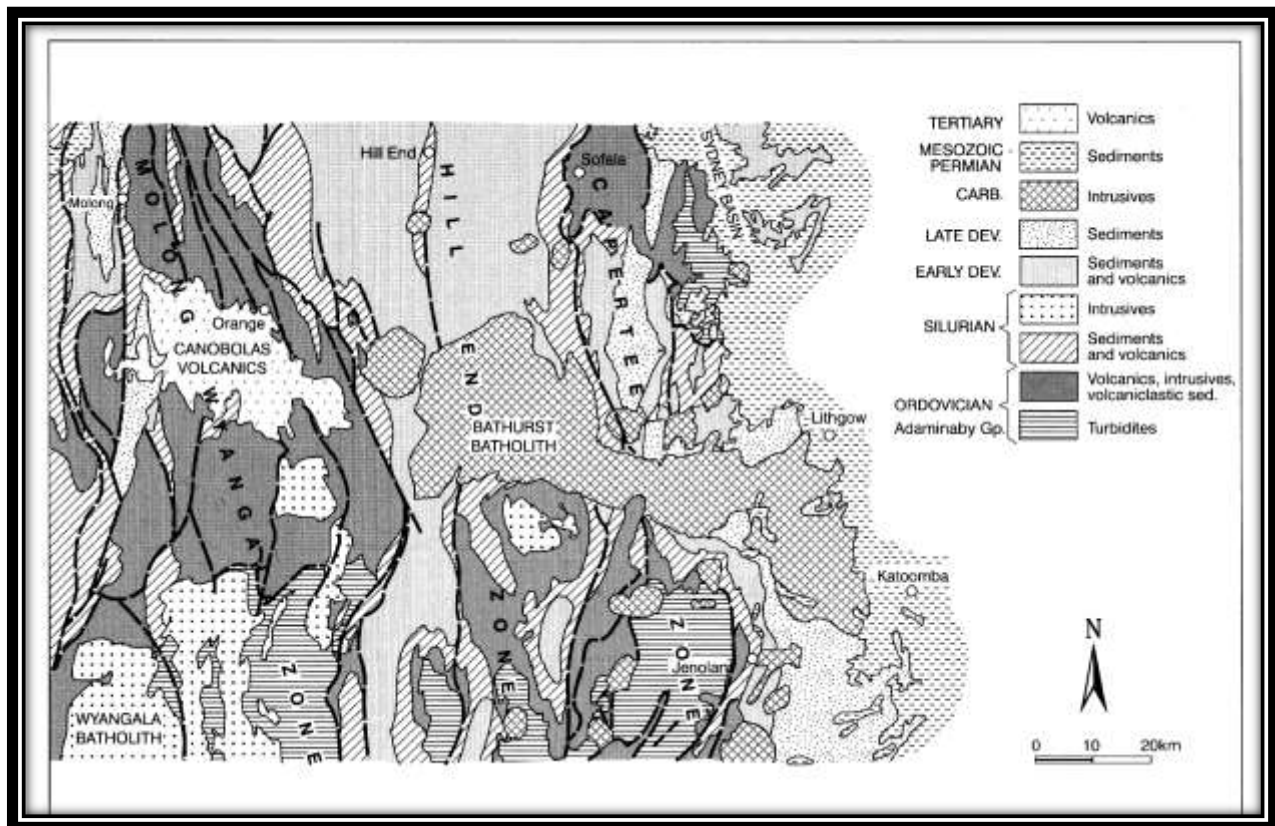 Hill End
Sofala
SYDNEY BASIN
Molong
MOLONG
HILL
CAPERTEE
Orange
CANOBOLAS
VOLCANICS
WANGA
END
BATHURST
BATHOLITH
Lithgow
Katoomba
ZONE
ZONE
ZONE
Jenolan
WYANGALA
BATHOLITH
TERTIARY
Volcanics
MESOZOIC
PERMIAN
Sediments
CARB.
Intrusives
LATE DEV.
Sediments
EARLY DEV.
Sediments
and volcanics
SILURIAN
Intrusives
Sediments
and volcanics
ORDOVICIAN
Volcanics, intrusives,
volcaniclastic sed.
Adaminaby Gp.
Turbidites
N
0 10 20km